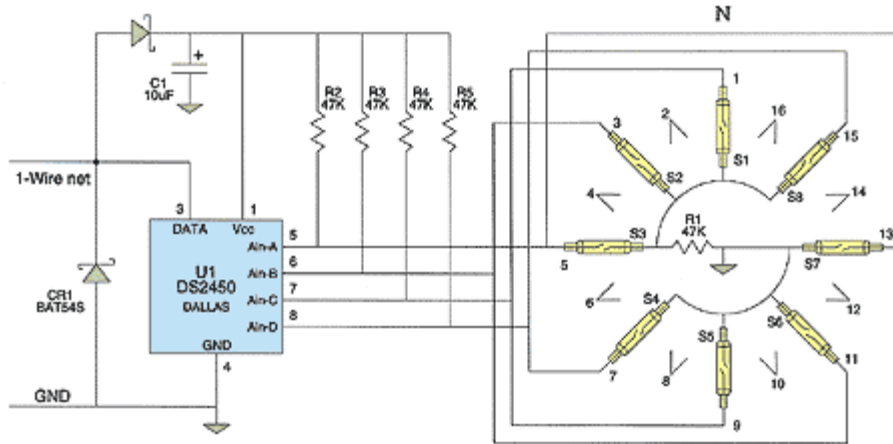 N
C1
10uF
+
R2
47K
R3
47K
R4
47K
R5
47K
1
16
2
3
15
S1
S2
S8
4
14
1-Wire net
3
1
DATA
Vcc
5
Ain-A
R1
47K
S3
5
S7
13
6
Ain-B
U1
DS2450
DALLAS
7
Ain-C
CR1
BAT54S
8
Ain-D
6
S4
S5
S6
12
GND
4
7
8
10
11
9
GND